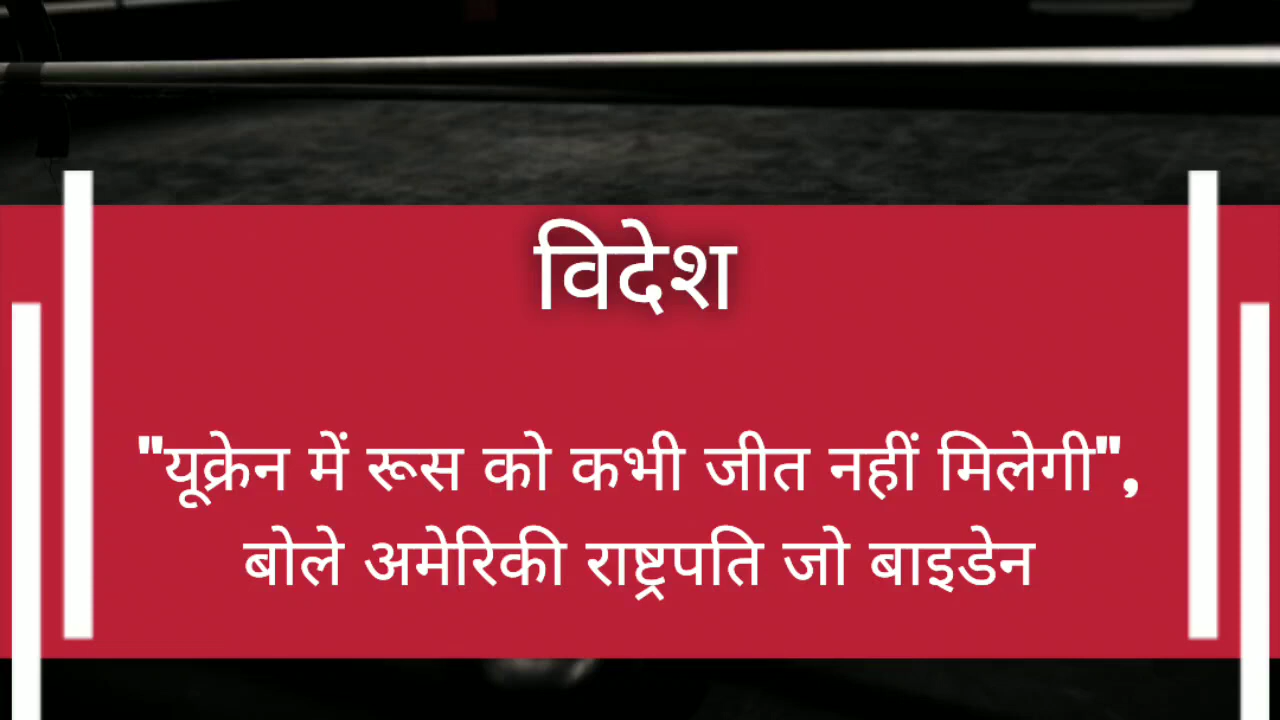 विदेश
"यूक्रेन में रूस को कभी जीत नहीं मिलेगी",
बोले अमेरिकी राष्ट्रपति जो बाइडेन